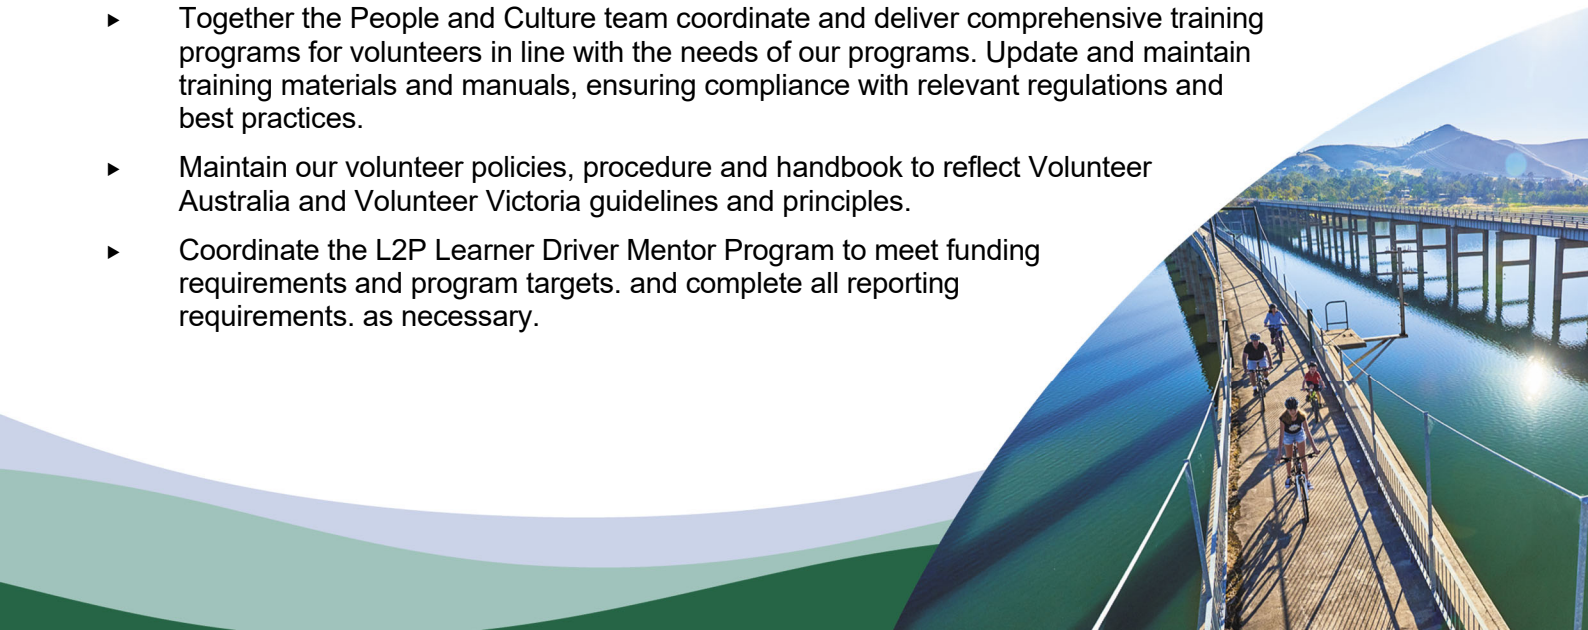 ► Together the People and Culture team coordinate and deliver comprehensive training
programs for volunteers in line with the needs of our programs. Update and maintain
training materials and manuals, ensuring compliance with relevant regulations and
best practices.
► Maintain our volunteer policies, procedure and handbook to reflect Volunteer
Australia and Volunteer Victoria guidelines and principles.
► Coordinate the L2P Learner Driver Mentor Program to meet funding
requirements and program targets. and complete all reporting
requirements. as necessary.